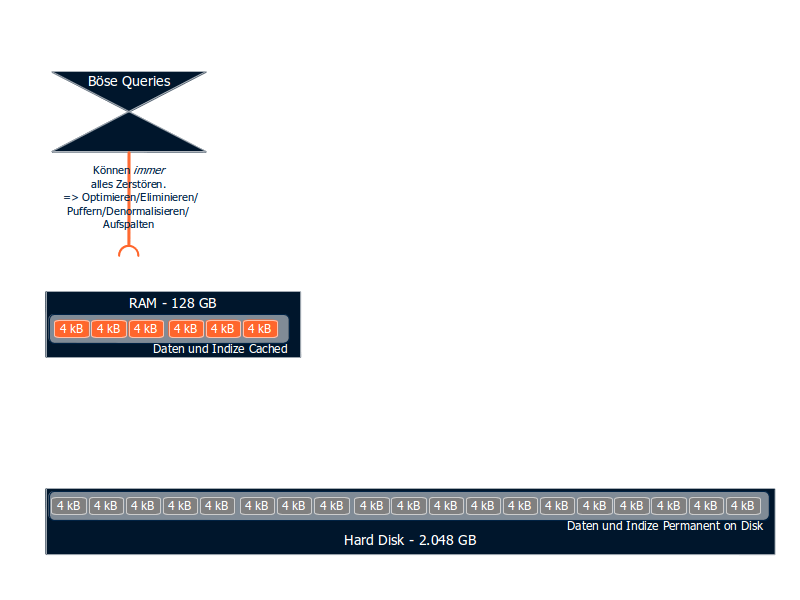 Böse Queries
Können immer
alles Zerstören.
=> Optimieren/Eliminieren/
Puffern/Denormalisieren/
Aufspalten
RAM - 128 GB
4 kB 4 kB 4 kB 4 kB 4 kB 4 kB
Daten und Indize Cached
4 kB 4 kB 4 kB 4 kB 4 kB 4 kB 4 kB 4 kB 4 kB 4 kB 4 kB 4 kB 4 kB 4 kB 4 kB 4 kB 4 kB 4 kB 4 kB
Daten und Indize Permanent on Disk
Hard Disk - 2.048 GB